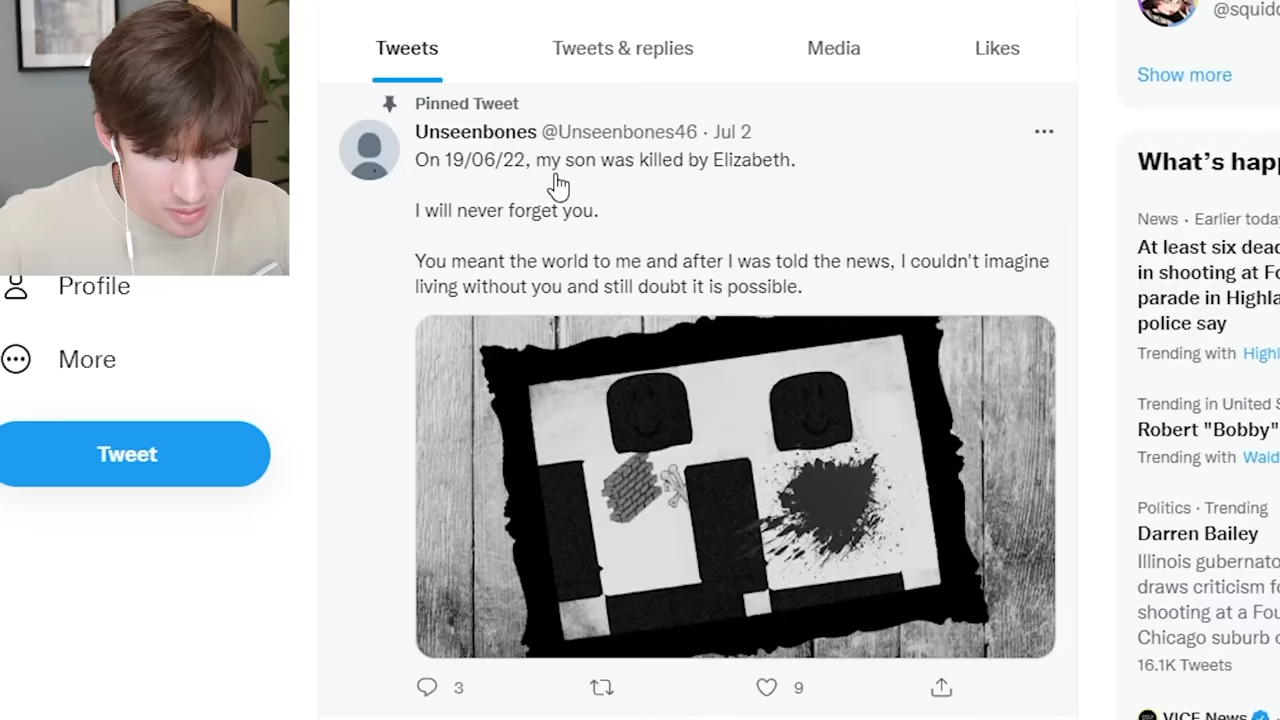 @squid
Show more
Tweets
Tweets & replies
Media
Likes
Pinned Tweet
Unseenbones @Unseenbones46 · Jul 2
On 19/06/22, my son was killed by Elizabeth.
I will never forget you.
You meant the world to me and after I was told the news, I couldn't imagine
living without you and still doubt it is possible.
3
9
Profile
More
Tweet
What's hap
News · Earlier today
At least six dead
in shooting at Fo
parade in Highla
police say
Trending with Highl
Trending in United S
Robert "Bobby"
Trending with Wald
Politics · Trending
Darren Bailey
Illinois gubernato
draws criticism fo
shooting at a Fou
Chicago suburb
16.1K Tweets
VICE News